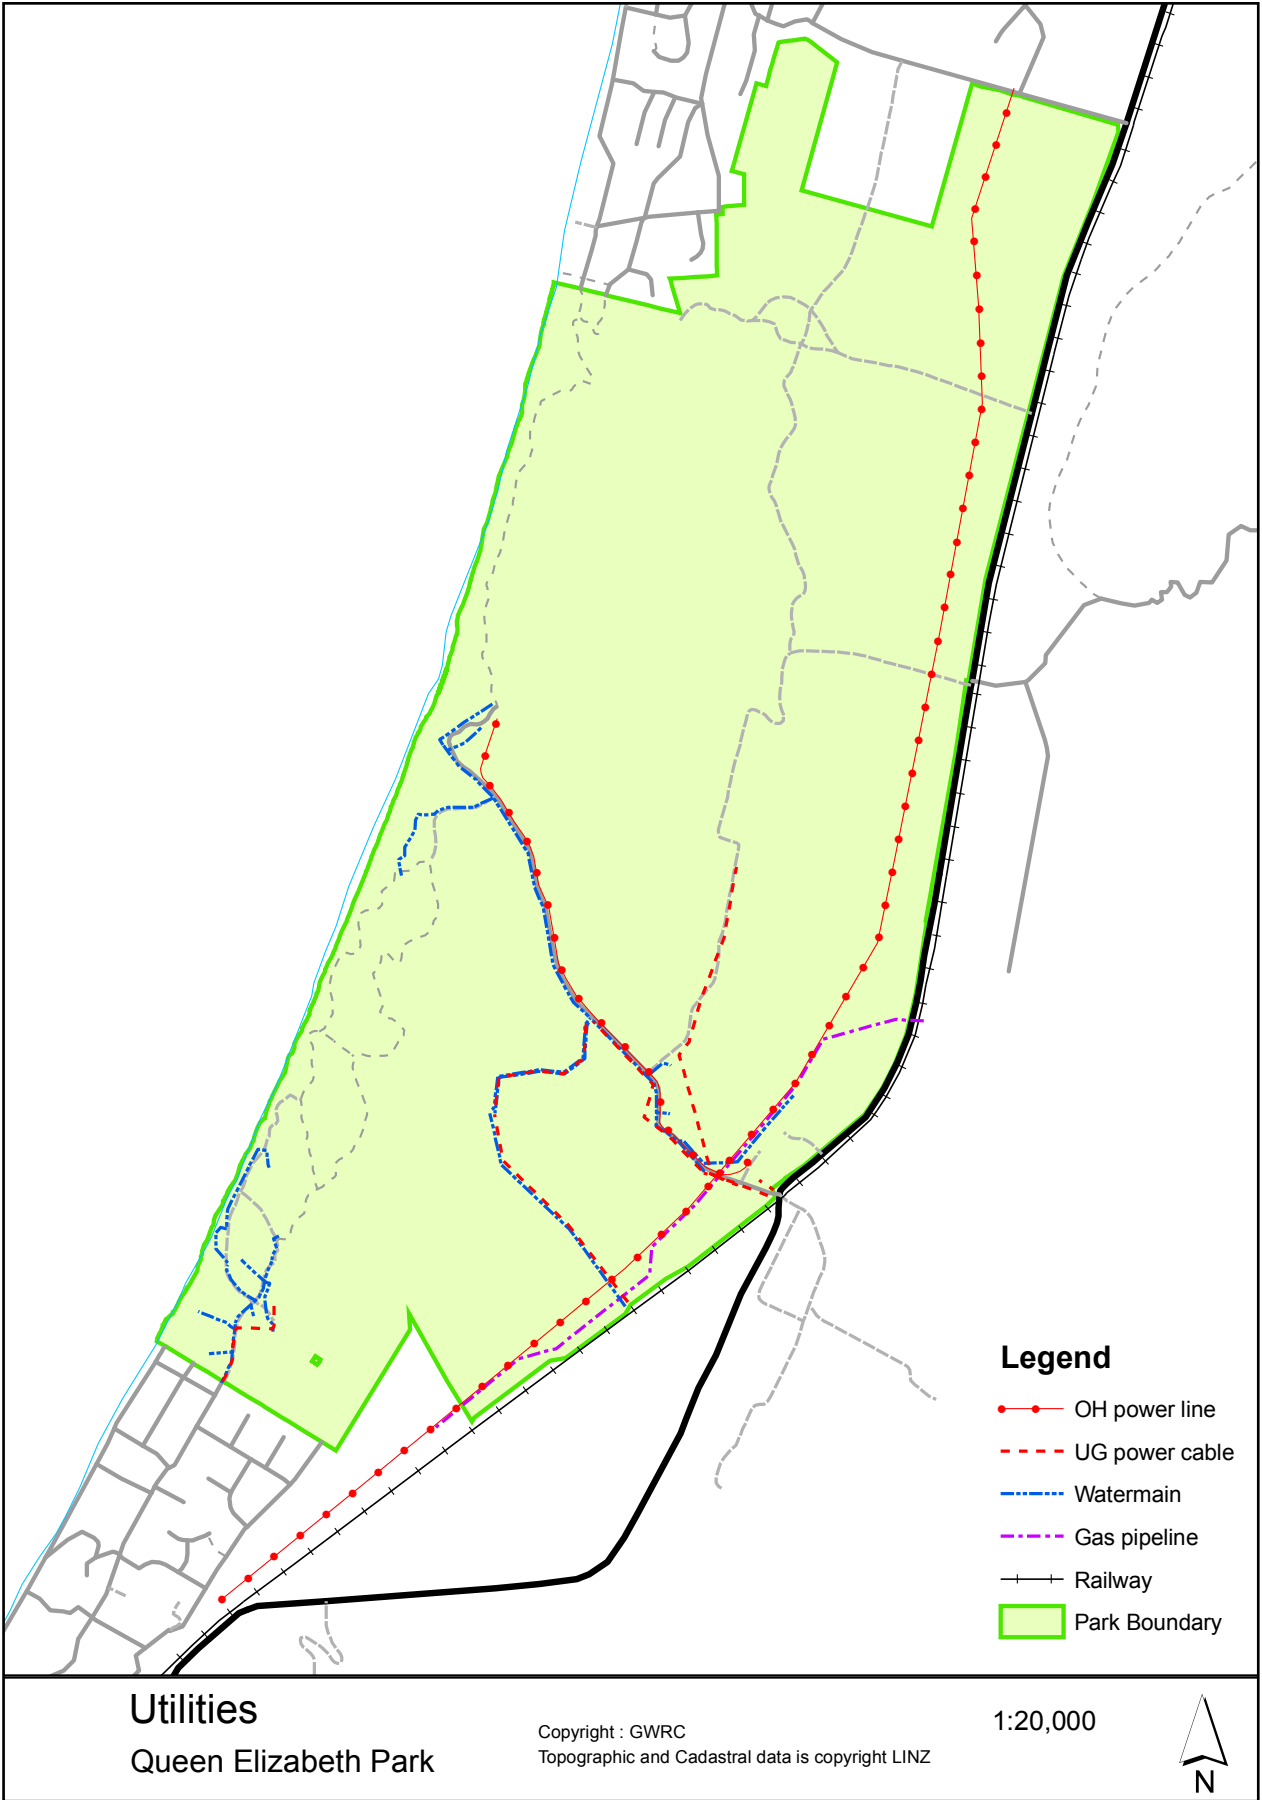 Legend
OH power line
UG power cable
Watermain
Gas pipeline
Railway
Park Boundary
Utilities
Queen Elizabeth Park
Copyright : GWRC
Topographic and Cadastral data is copyright LINZ
1:20,000
N